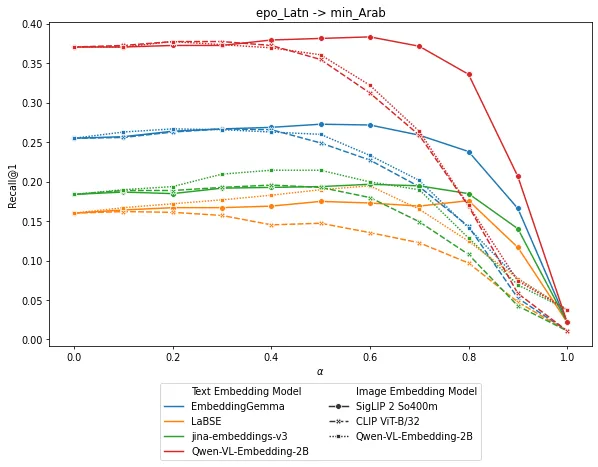 epo_Latn -> min_Arab
Recall@1
0.40
0.35
0.30
0.25
0.20
0.15
0.10
0.05
0.00
0.0 0.2 0.4 0.6 0.8 1.0
α
Text Embedding Model
EmbeddingGemma
LaBSE
jina-embeddings-v3
Qwen-VL-Embedding-2B
Image Embedding Model
SigLIP 2 So400m
CLIP ViT-B/32
Qwen-VL-Embedding-2B